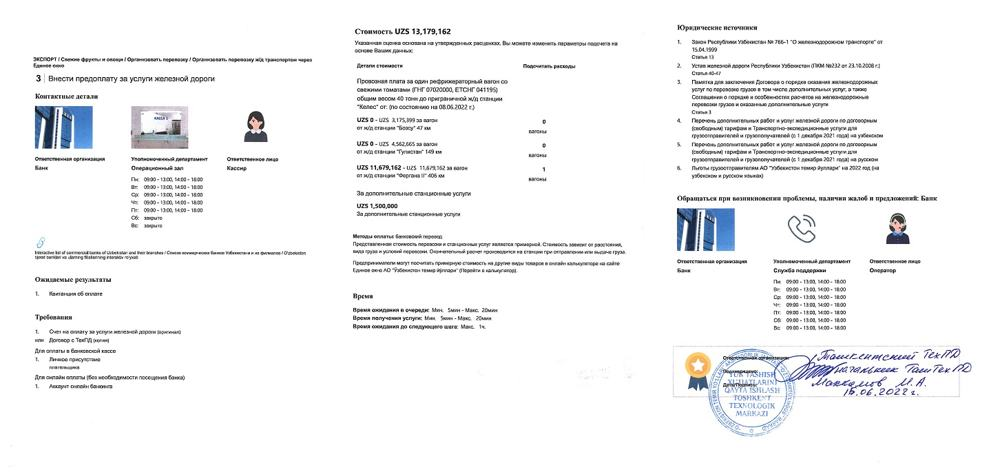 ЭКСПОРТ / Свежие фрукты и овощи / Организовать перевозку / Организовать перевозку ж/д транспортом через
Единое окно
3 | Внести предоплату за услуги железной дороги
Контактные детали
КАССА
Ответственная организация
Банк
Уполномоченный департамент
Операционный зал
Пн: 09:00 - 13:00, 14:00 - 18:00
Вт: 09:00 - 13:00, 14:00 - 18:00
Ср: 09:00 - 13:00, 14:00 - 18:00
Чт: 09:00 - 13:00, 14:00 - 18:00
Пт: 09:00 - 13:00, 14:00 - 18:00
Сб: закрыто
Вс: закрыто
Ответственное лицо
Кассир
Interactive list of commercial banks of Uzbekistan and their branches / Список коммерческих банков Узбекистана и их филиалов / O'zbekiston
tijorat banklari va ularning filiallarining interaktiv ro'yxati
Ожидаемые результаты
1. Квитанция об оплате
Требования
1. Счет на оплату за услуги железной дороги (оригинал)
или Договор с ТехПД (копия)
Для оплаты в банковской кассе
1. Личное присутствие
плательщика
Для онлайн оплаты (без необходимости посещения банка)
1. Аккаунт онлайн банкинга
Стоимость UZS 13,179,162
Указанная оценка основана на утвержденных расценках. Вы можете изменить параметры подсчета на
основе Ваших данных:
Детали стоимости Подсчитать расходы
Провозная плата за один рефрижераторный вагон со
свежими томатами (ГНГ 07020000, ЕТСНГ 041195)
общим весом 40 тонн до приграничной ж/д станции
"Келес" от: (по состоянию на 08.06.2022 г.)
UZS 0 - UZS 3,175,399 за вагон 0
от ж/д станции "Бозсу" 47 км вагоны
UZS 0 - UZS 4,562,665 за вагон 0
от ж/д станции "Гулистан" 149 км вагоны
UZS 11,679,162 - UZS 11,679,162 за вагон 1
от ж/д станции "Фергана II" 406 км вагоны
За дополнительные станционные услуги
UZS 1,500,000
За дополнительные станционные услуги
Методы оплаты: банковский перевод
Представленная стоимость перевозки и станционных услуг является примерной. Стоимость зависит от расстояния,
вида груза и условий перевозки. Окончательный расчет производится на станции при отправлении или выдаче груза.
Предприниматели могут посчитать примерную стоимость на другие виды товаров в онлайн калькуляторе на сайте
Единое окно АО "Ўзбекистон темир йўллари" (Перейти в калькулятор).
Время
Время ожидания в очереди: Мин. 5мин - Макс. 20мин
Время получения услуги: Мин. 5мин - Макс. 20мин
Время ожидания до следующего шага: Макс. 1ч.
Юридические источники
1. Закон Республики Узбекистан № 766-1 "О железнодорожном транспорте" от
15.04.1999
Статья 13
2. Устав железной дороги Республики Узбекистан (ПКМ №232 от 23.10.2008 г.)
Статьи 40-47
3. Памятка для заключения Договора о порядке оказания железнодорожных
услуг по перевозке грузов в том числе дополнительных услуг, а также
Соглашения о порядке и особенностях расчетов на железнодорожные
перевозки грузов и оказанные дополнительные услуги
Статья 3
4. Перечень дополнительных работ и услуг железной дороги по договорным
(свободным) тарифам и Транспортно-экспедиционные услуги для
грузоотправителей и грузополучателей (с 1 декабря 2021 года) на узбекском
5. Перечень дополнительных работ и услуг железной дороги по договорным
(свободным) тарифам и Транспортно-экспедиционные услуги для
грузоотправителей и грузополучателей (с 1 декабря 2021 года) на русском
6. Льготы грузоотправителям АО "Узбекистон темир йуллари" на 2022 год (на
узбекском и русском языках)
Обращаться при возникновении проблемы, наличии жалоб и предложений: Банк
Ответственная организация
Банк
Уполномоченный департамент
Служба поддержки
Пн: 09:00 - 13:00, 14:00 - 18:00
Вт: 09:00 - 13:00, 14:00 - 18:00
Ср: 09:00 - 13:00, 14:00 - 18:00
Чт: 09:00 - 13:00, 14:00 - 18:00
Пт: 09:00 - 13:00, 14:00 - 18:00
Сб: 09:00 - 13:00, 14:00 - 18:00
Вс: 09:00 - 13:00, 14:00 - 18:00
Ответственное лицо
Оператор
Ответственная организация:
Ташкентский ТехПД
Начальник ТашТехПД
Махкамов М.А.
16.06.2022г.
YUK TASHISH
HUJJATLARINI
QAYTA ISHLASH
TOSHKENT
TEXNOLOGIK
MARKAZI